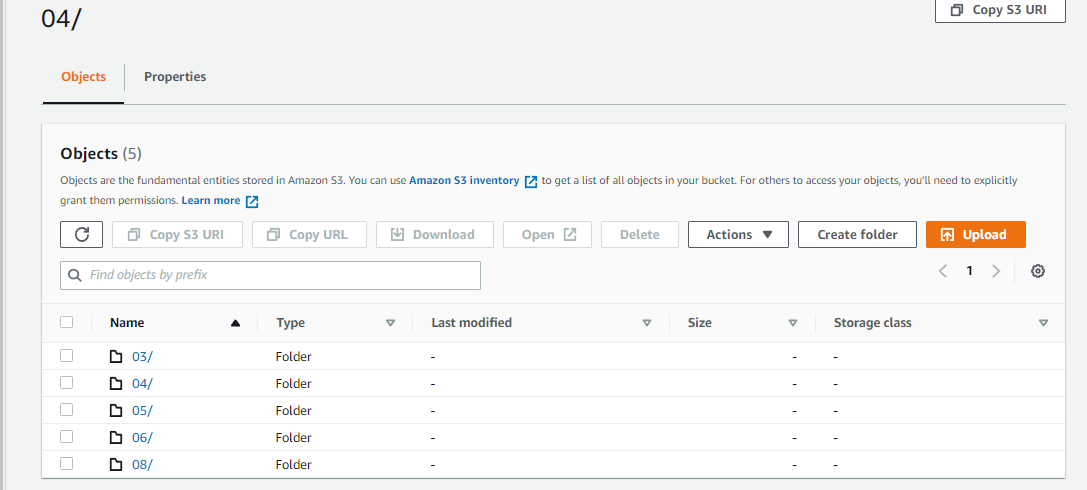 04/
Copy S3 URI
Objects
Properties
Objects (5)
Objects are the fundamental entities stored in Amazon S3. You can use Amazon S3 inventory to get a list of all objects in your bucket. For others to access your objects, you'll need to explicitly
grant them permissions. Learn more
Copy S3 URI
Copy URL
Download
Open
Delete
Actions
Create folder
Upload
Find objects by prefix
1
Name Type Last modified Size Storage class
03/ Folder - - -
04/ Folder - - -
05/ Folder - - -
06/ Folder - - -
08/ Folder - - -